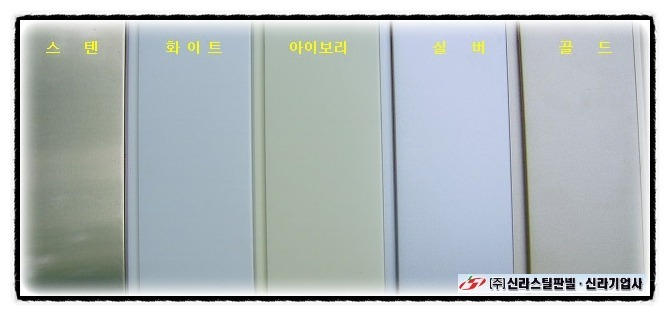 스 텐 화 이 트 아이보리 실 버 골 드
(주)신라스틸판빌·신라기업사